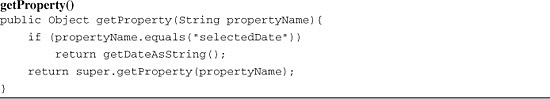 getProperty()
public Object getProperty(String propertyName){
    if (propertyName.equals("selectedDate"))
        return getDateAsString();
    return super.getProperty(propertyName);
}